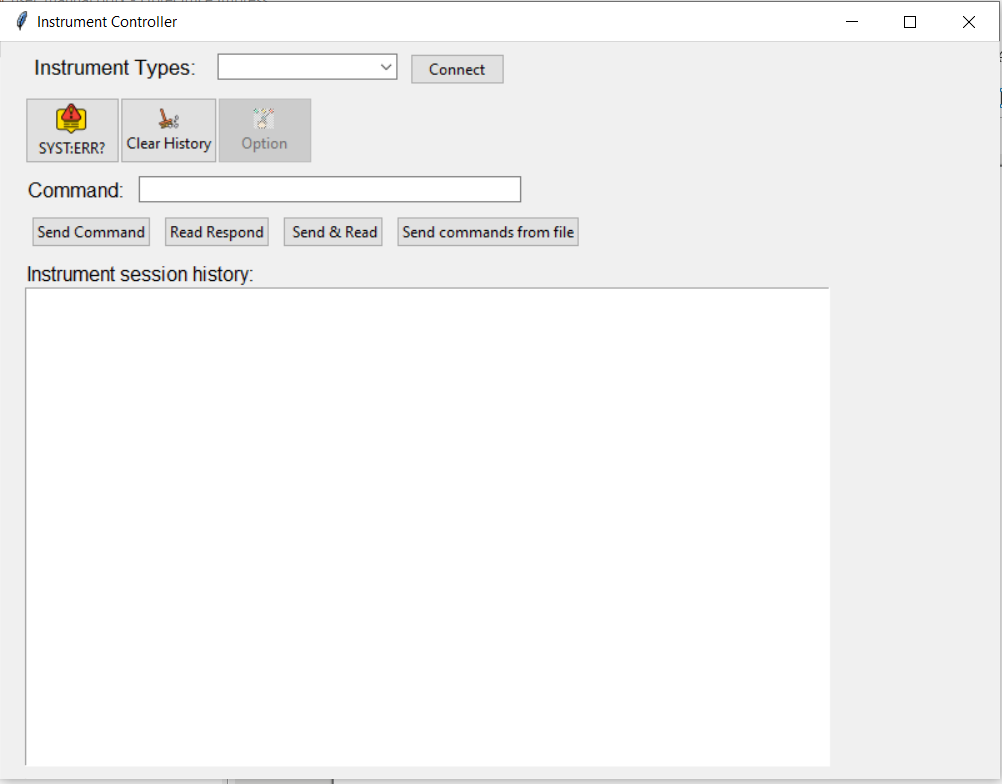 Instrument Controller
Instrument Types:
Connect
SYST:ERR?
Clear History
Option
Command:
Send Command
Read Respond
Send & Read
Send commands from file
Instrument session history: